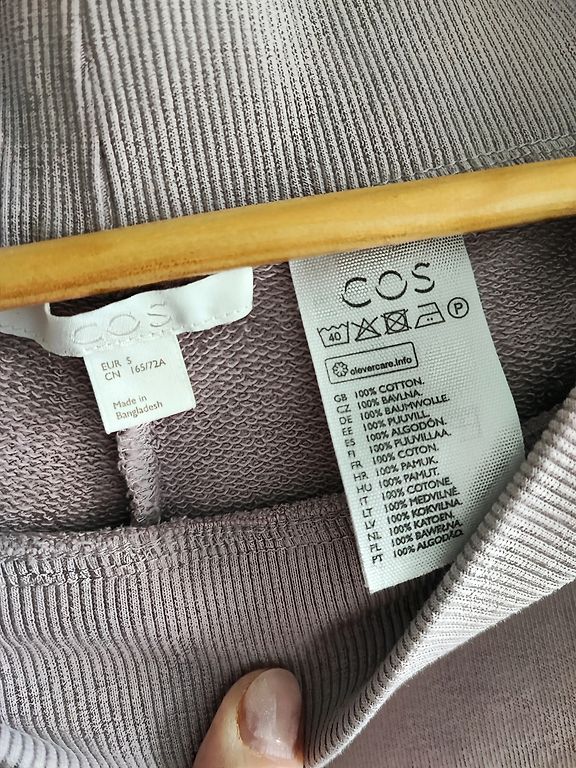 COS
EUR S
CN 165/72A
Made in
Bangladesh
COS
40 P
clevercare.info
GB 100% COTTON.
CZ 100% BAVLNA.
DE 100% BAUMWOLLE.
EE 100% PUUVILL.
ES 100% ALGODÓN.
FI 100% PUUVILLAA.
FR 100% COTON.
HR 100% PAMUK.
HU 100% PAMUT.
IT 100% COTONE.
LT 100% MEDVILNĖ.
LV 100% KOKVILNA.
NL 100% KATOEN.
PL 100% BAWEŁNA.
PT 100% ALGODÃO.